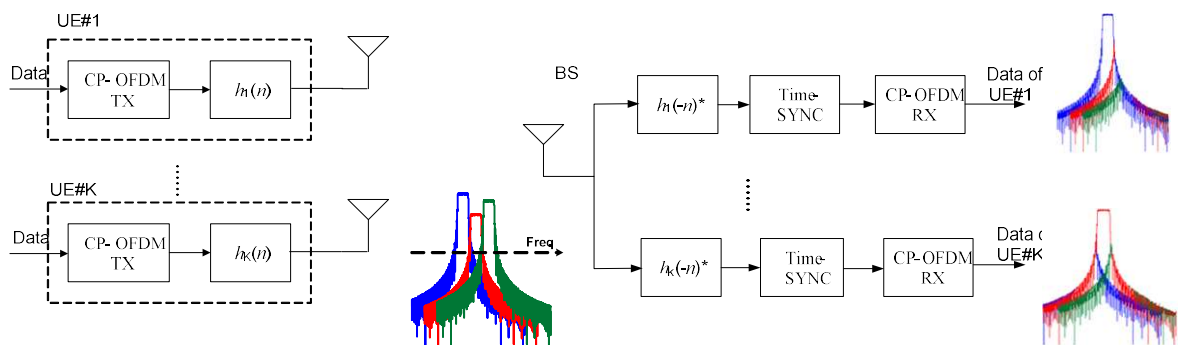 UE#1
Data
CP-OFDM
TX
h1(n)
UE#K
Data
CP-OFDM
TX
hK(n)
Freq
BS
h1(-n)*
Time-
SYNC
CP-OFDM
RX
Data of
UE#1
hK(-n)*
Time-
SYNC
CP-OFDM
RX
Data o
UE#K